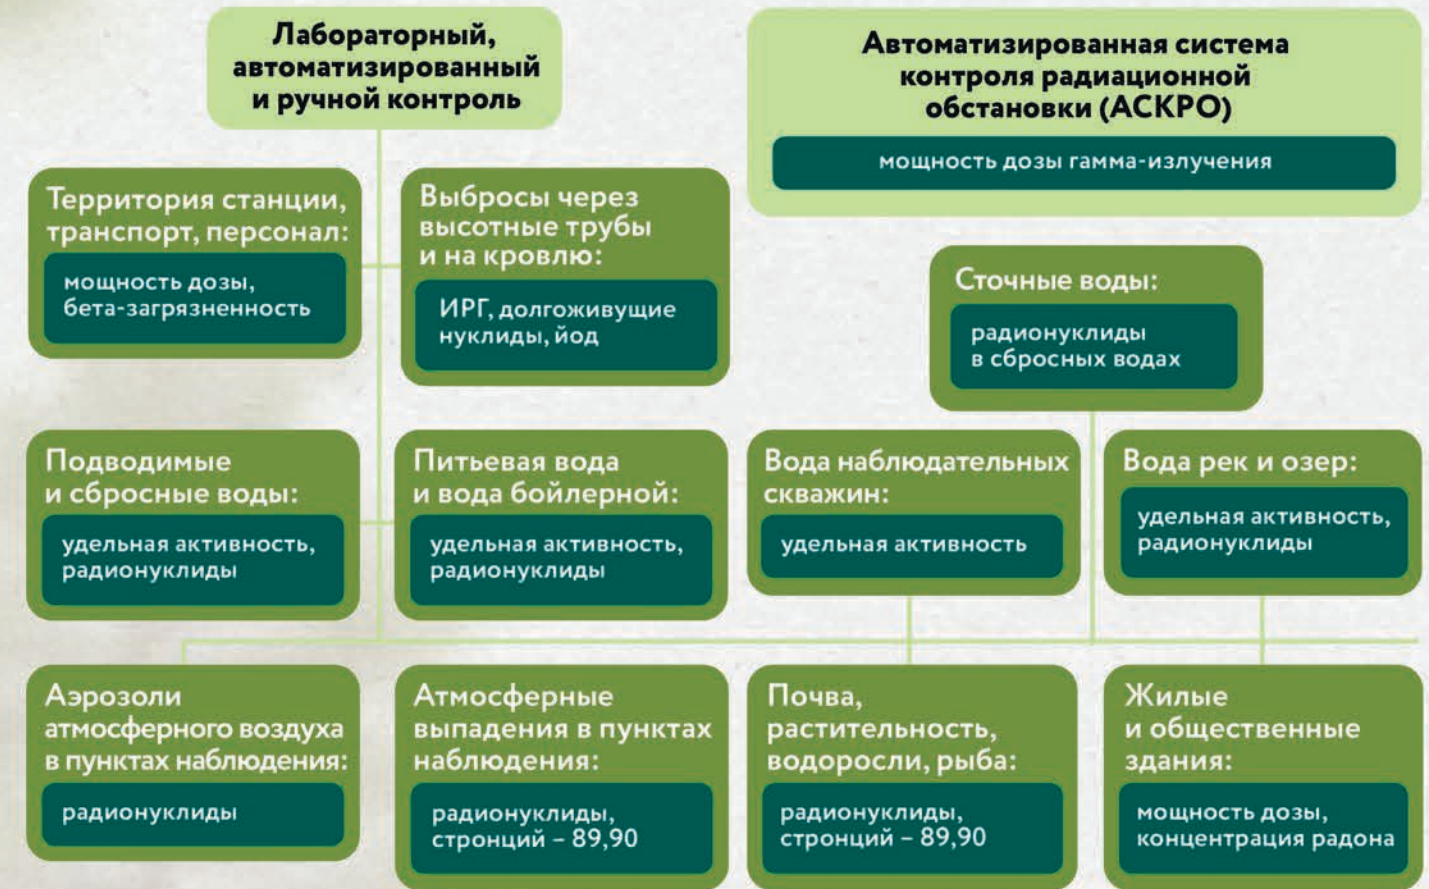 Лабораторный,
автоматизированный
и ручной контроль
Автоматизированная система
контроля радиационной
обстановки (АСКРО)
мощность дозы гамма-излучения
Территория станции,
транспорт, персонал:
мощность дозы,
бета-загрязненность
Выбросы через
высотные трубы
и на кровлю:
ИРГ, долгоживущие
нуклиды, йод
Сточные воды:
радионуклиды
в сбросных водах
Подводимые
и сбросные воды:
удельная активность,
радионуклиды
Питьевая вода
и вода бойлерной:
удельная активность,
радионуклиды
Вода наблюдательных
скважин:
удельная активность
Вода рек и озер:
удельная активность,
радионуклиды
Аэрозоли
атмосферного воздуха
в пунктах наблюдения:
радионуклиды
Атмосферные
выпадения в пунктах
наблюдения:
радионуклиды,
стронций – 89,90
Почва,
растительность,
водоросли, рыба:
радионуклиды,
стронций – 89,90
Жилые
и общественные
здания:
мощность дозы,
концентрация радона